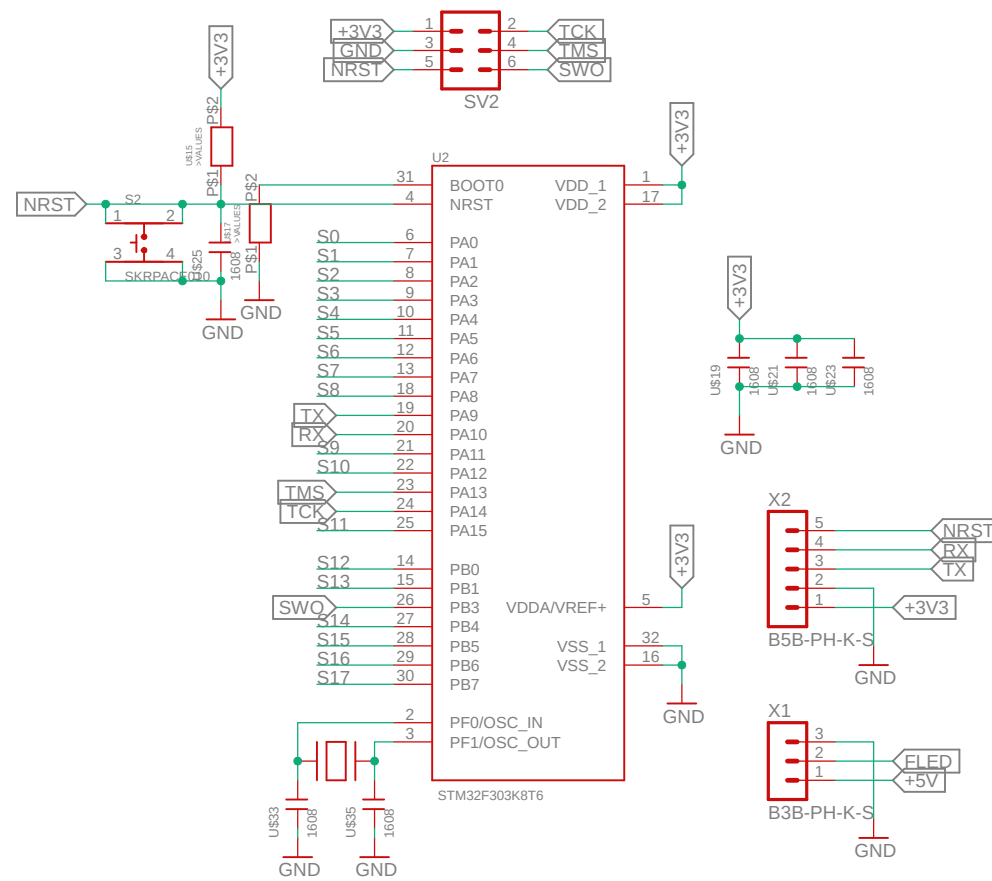 +3V3 1 2 TCK
GND 3 4 TMS
NRST 5 6 SWO
SV2
+3V3
P$2
U$15
>VALUES
P$1
NRST
S2
1 2
3 4
SKRPACE010
U$25
1608
GND
P$2
U$17
>VALUES
P$1
GND
U2
31 BOOT0
4 NRST
S0 6 PA0
S1 7 PA1
S2 8 PA2
S3 9 PA3
S4 10 PA4
S5 11 PA5
S6 12 PA6
S7 13 PA7
S8 18 PA8
TX 19 PA9
RX 20 PA10
S9 21 PA11
S10 22 PA12
TMS 23 PA13
TCK 24 PA14
S11 25 PA15
S12 14 PB0
S13 15 PB1
SWO 26 PB3
S14 27 PB4
S15 28 PB5
S16 29 PB6
S17 30 PB7
2 PF0/OSC_IN
3 PF1/OSC_OUT
STM32F303K8T6
+3V3
VDD_1 1
VDD_2 17
+3V3
VDDA/VREF+ 5
VSS_1 32
VSS_2 16
GND
U$33
1608
GND
U$35
1608
GND
+3V3
U$19
1608
U$21
1608
U$23
1608
GND
X2
5 NRST
4 RX
3 TX
2
1 +3V3
B5B-PH-K-S
GND
X1
3
2 FLED
1 +5V
B3B-PH-K-S
GND